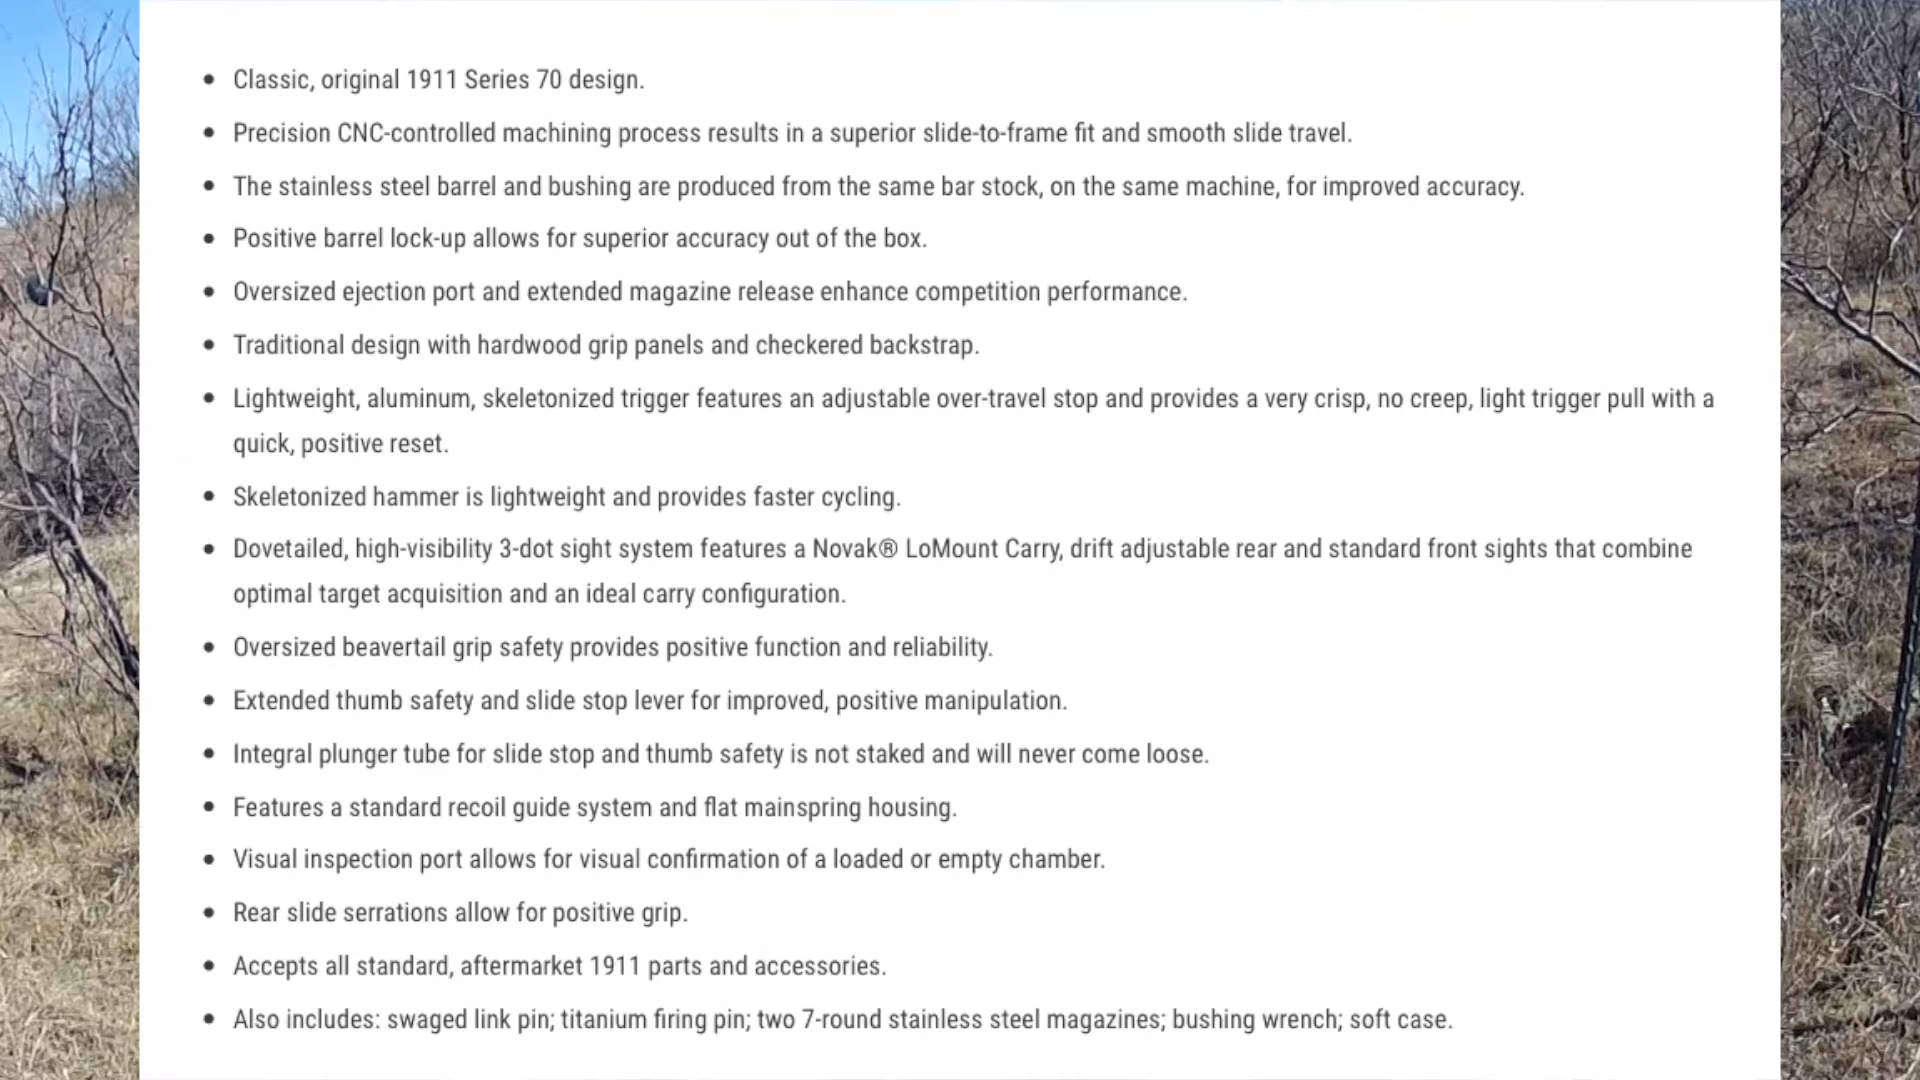 • Classic, original 1911 Series 70 design.
• Precision CNC-controlled machining process results in a superior slide-to-frame fit and smooth slide travel.
• The stainless steel barrel and bushing are produced from the same bar stock, on the same machine, for improved accuracy.
• Positive barrel lock-up allows for superior accuracy out of the box.
• Oversized ejection port and extended magazine release enhance competition performance.
• Traditional design with hardwood grip panels and checkered backstrap.
• Lightweight, aluminum, skeletonized trigger features an adjustable over-travel stop and provides a very crisp, no creep, light trigger pull with a
quick, positive reset.
• Skeletonized hammer is lightweight and provides faster cycling.
• Dovetailed, high-visibility 3-dot sight system features a Novak® LoMount Carry, drift adjustable rear and standard front sights that combine
optimal target acquisition and an ideal carry configuration.
• Oversized beavertail grip safety provides positive function and reliability.
• Extended thumb safety and slide stop lever for improved, positive manipulation.
• Integral plunger tube for slide stop and thumb safety is not staked and will never come loose.
• Features a standard recoil guide system and flat mainspring housing.
• Visual inspection port allows for visual confirmation of a loaded or empty chamber.
• Rear slide serrations allow for positive grip.
• Accepts all standard, aftermarket 1911 parts and accessories.
• Also includes: swaged link pin; titanium firing pin; two 7-round stainless steel magazines; bushing wrench; soft case.